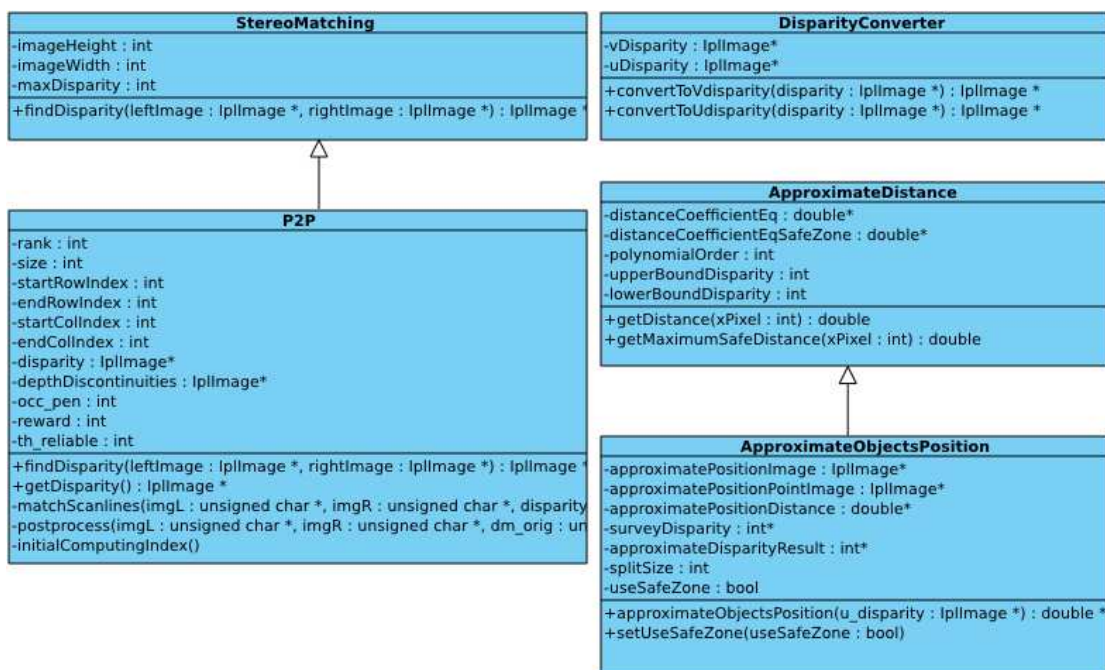 StereoMatching
-imageHeight : int
-imageWidth : int
-maxDisparity : int
+findDisparity(leftImage : IplImage *, rightImage : IplImage *) : IplImage *
P2P
-rank : int
-size : int
-startRowIndex : int
-endRowIndex : int
-startColIndex : int
-endColIndex : int
-disparity : IplImage*
-depthDiscontinuities : IplImage*
-occ_pen : int
-reward : int
-th_reliable : int
+findDisparity(leftImage : IplImage *, rightImage : IplImage *) : IplImage *
+getDisparity() : IplImage *
-matchScanlines(imgL : unsigned char *, imgR : unsigned char *, disparity
-postprocess(imgL : unsigned char *, imgR : unsigned char *, dm_orig : un
-initialComputingIndex()
DisparityConverter
-vDisparity : IplImage*
-uDisparity : IplImage*
+convertToVdisparity(disparity : IplImage *) : IplImage *
+convertToUdisparity(disparity : IplImage *) : IplImage *
ApproximateDistance
-distanceCoefficientEq : double*
-distanceCoefficientEqSafeZone : double*
-polynomialOrder : int
-upperBoundDisparity : int
-lowerBoundDisparity : int
+getDistance(xPixel : int) : double
+getMaximumSafeDistance(xPixel : int) : double
ApproximateObjectsPosition
-approximatePositionImage : IplImage*
-approximatePositionPointImage : IplImage*
-approximatePositionDistance : double*
-surveyDisparity : int*
-approximateDisparityResult : int*
-splitSize : int
-useSafeZone : bool
+approximateObjectsPosition(u_disparity : IplImage *) : double *
+setUseSafeZone(useSafeZone : bool)